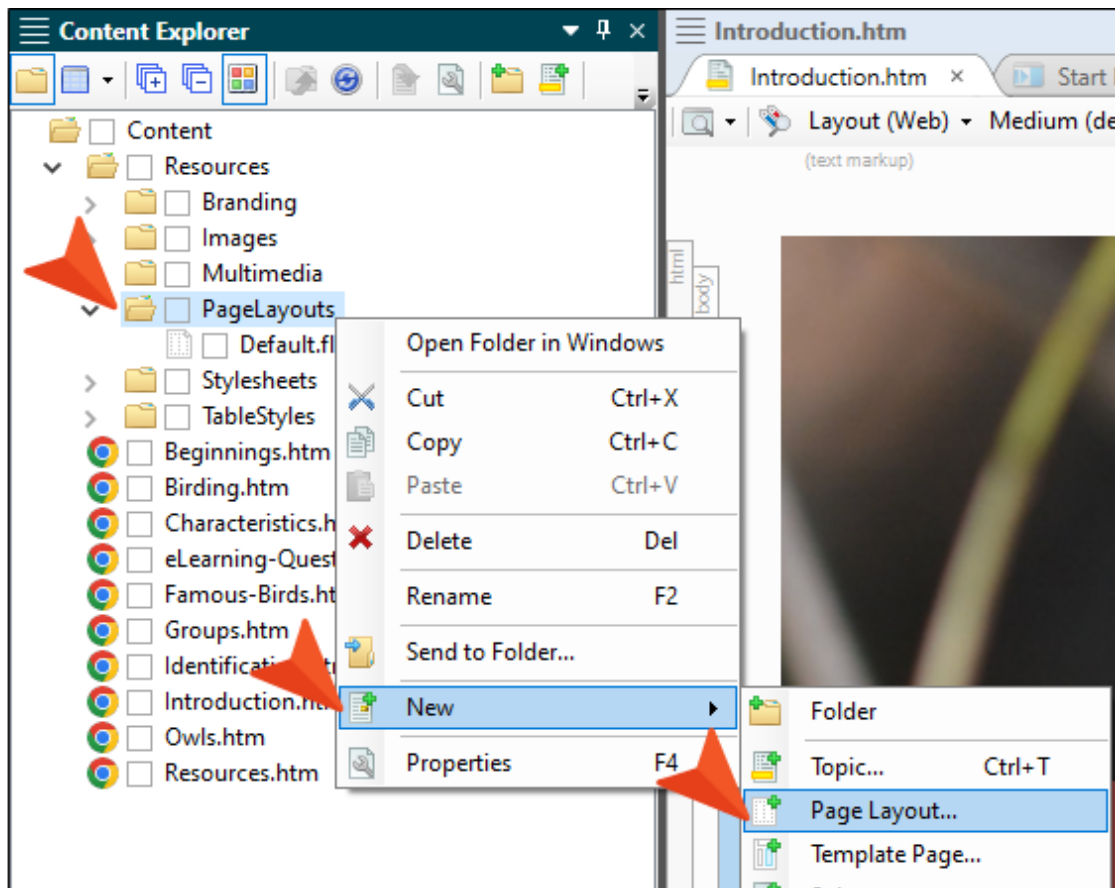 Content Explorer
Introduction.htm
Introduction.htm
Start
Layout (Web)
Medium (de
(text markup)
Content
Resources
Branding
Images
Multimedia
PageLayouts
Default.fl
Stylesheets
TableStyles
Beginnings.htm
Birding.htm
Characteristics.h
eLearning-Quest
Famous-Birds.ht
Groups.htm
Identificati
Introduction.htm
Owls.htm
Resources.htm
html
body
Open Folder in Windows
Cut Ctrl+X
Copy Ctrl+C
Paste Ctrl+V
Delete Del
Rename F2
Send to Folder...
New
Properties F4
Folder
Topic... Ctrl+T
Page Layout...
Template Page...